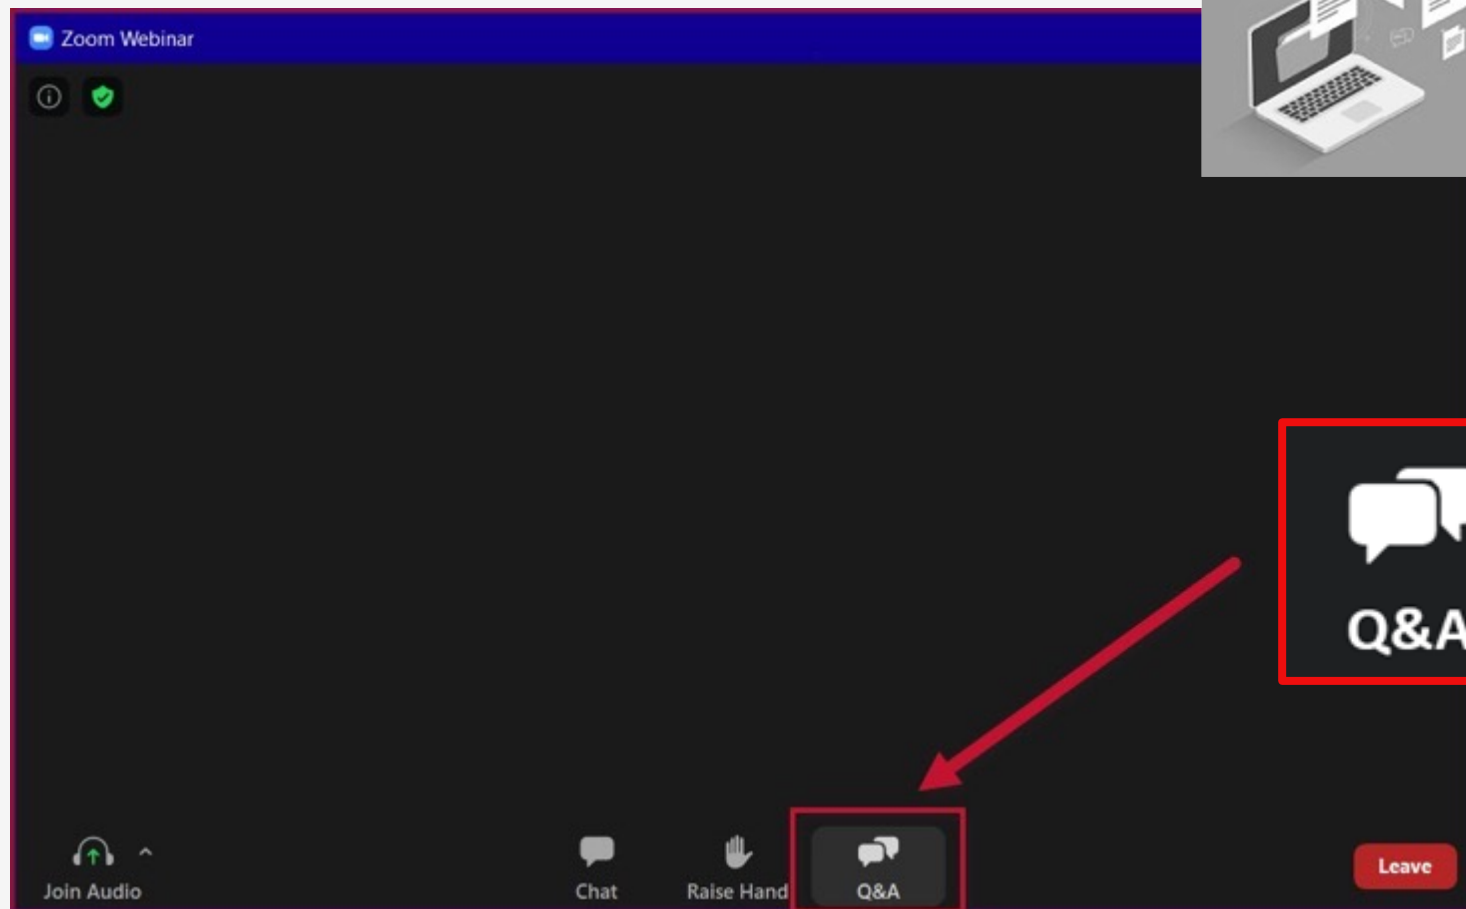 Zoom Webinar
Q&A
Join Audio
Chat
Raise Hand
Q&A
Leave